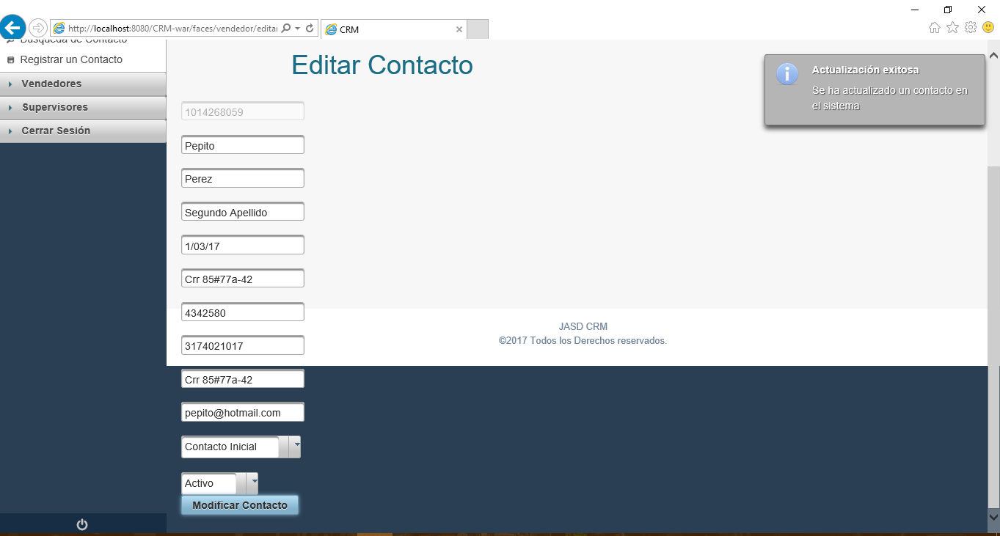 http://localhost:8080/CRM-war/faces/vendedor/editar
CRM
Búsqueda de Contacto
Registrar un Contacto
Vendedores
Supervisores
Cerrar Sesión
Editar Contacto
Actualización exitosa
Se ha actualizado un contacto en
el sistema
1014268059
Pepito
Perez
Segundo Apellido
1/03/17
Crr 85#77a-42
4342580
3174021017
Crr 85#77a-42
pepito@hotmail.com
Contacto Inicial
Activo
Modificar Contacto
JASD CRM
©2017 Todos los Derechos reservados.